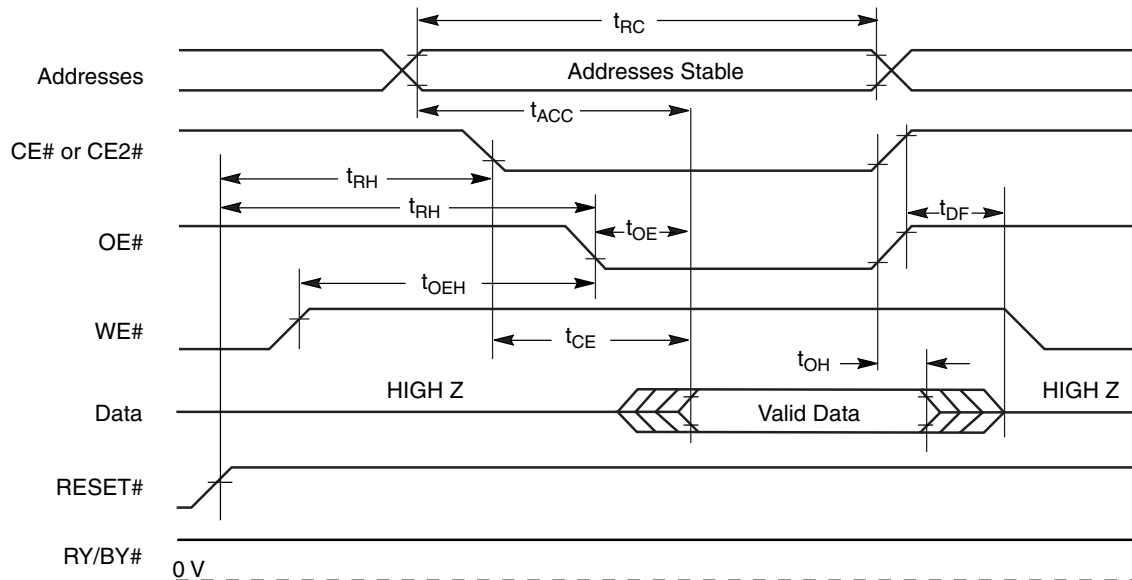 tRC
Addresses
Addresses Stable
tACC
CE# or CE2#
tRH
tRH
tDF
OE#
tOE
tOEH
WE#
tCE
tOH
HIGH Z
HIGH Z
Data
Valid Data
RESET#
RY/BY#
0 V